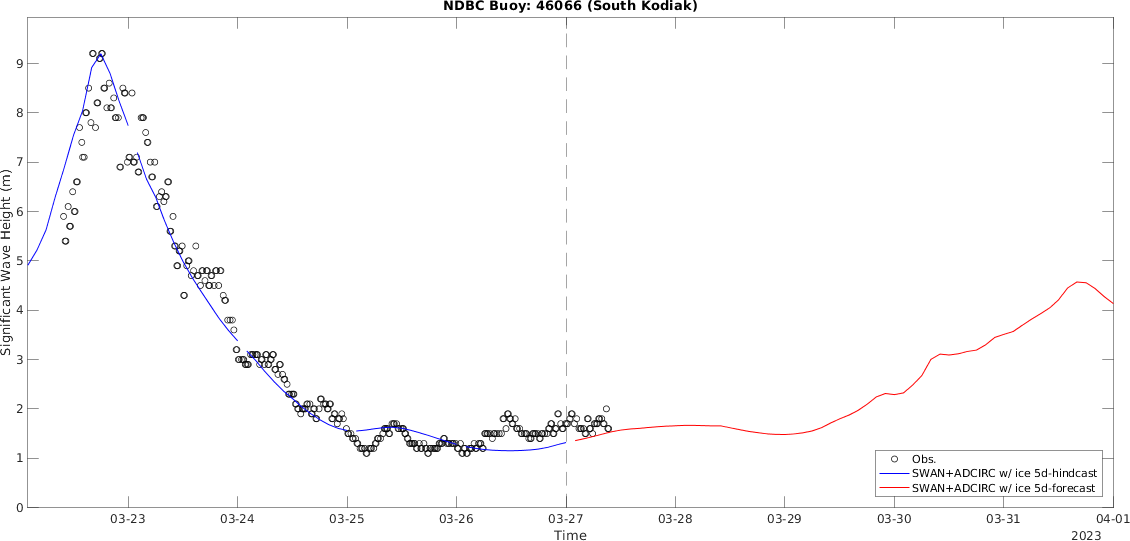 NDBC Buoy: 46066 (South Kodiak)
Significant Wave Height (m)
9
8
7
6
5
4
3
2
1
0
03-23 03-24 03-25 03-26 03-27 03-28 03-29 03-30 03-31 04-01
Time
2023
Obs.
SWAN+ADCIRC w/ ice 5d-hindcast
SWAN+ADCIRC w/ ice 5d-forecast